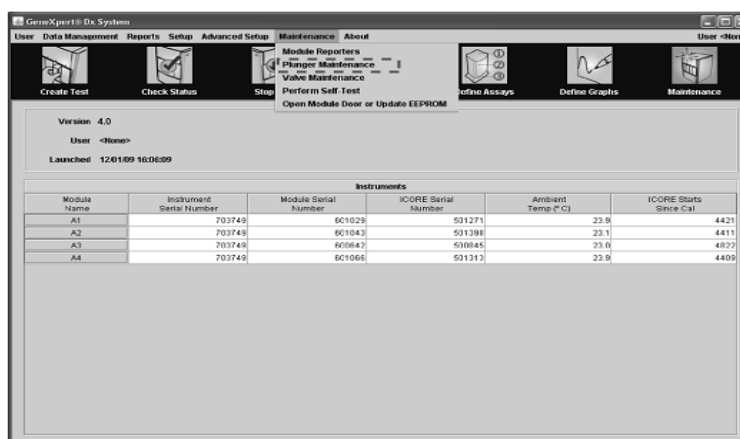 GeneXpert® Dx System
User Data Management Reports Setup Advanced Setup Maintenance About User <Non
Module Reporters
Plunger Maintenance
Valve Maintenance
Perform Self-Test
Open Module Door or Update EEPROM
Create Test Check Status Stop efine Assays Define Graphs Maintenance
Version 4.0
User <None>
Launched 12/01/09 16:06:09
Instruments
Module Name Instrument Serial Number Module Serial Number ICORE Serial Number Ambient Temp (° C) ICORE Starts Since Cal
A1 703749 601029 501271 23.9 4421
A2 703749 601043 501398 23.1 4411
A3 703749 600642 500845 23.0 4822
A4 703749 601066 501313 23.9 4409